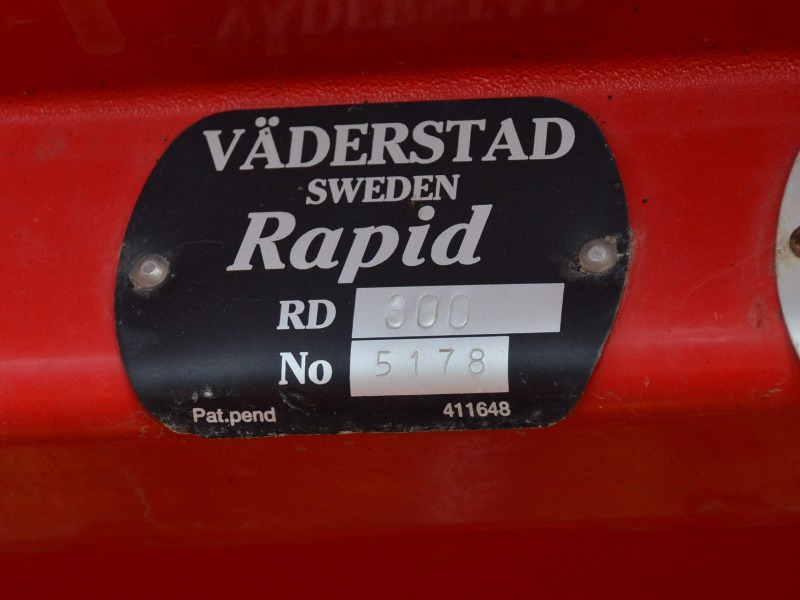 VÄDERSTAD
SWEDEN
Rapid
RD 300
No 5178
Pat.pend 411648